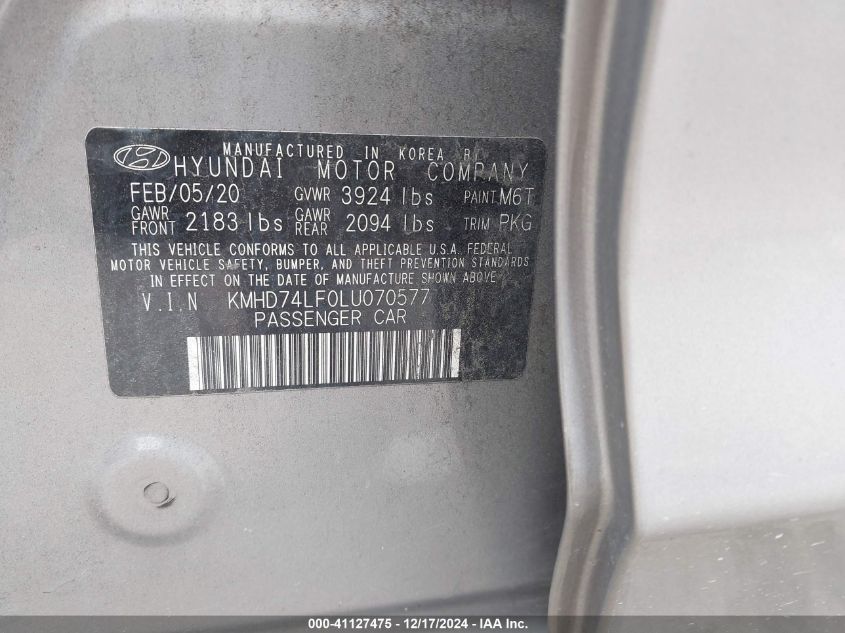 MANUFACTURED IN KOREA BY
HYUNDAI MOTOR COMPANY
FEB/05/20 GVWR 3924 lbs PAINT M6T
GAWR FRONT 2183 lbs GAWR REAR 2094 lbs TRIM PKG
THIS VEHICLE CONFORMS TO ALL APPLICABLE U.S.A. FEDERAL
MOTOR VEHICLE SAFETY, BUMPER, AND THEFT PREVENTION STANDARDS
IN EFFECT ON THE DATE OF MANUFACTURE SHOWN ABOVE.
V.I.N KMHD74LF0LU070577
PASSENGER CAR
000-41127475 - 12/17/2024 - IAA Inc.